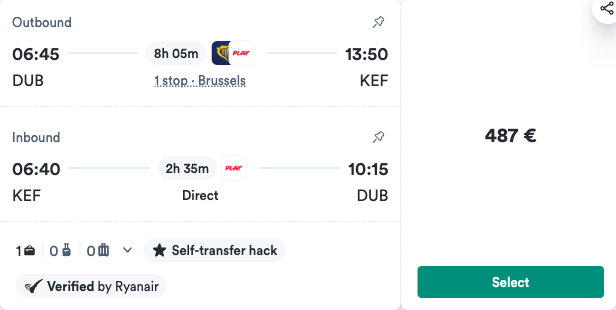 Outbound
06:45 8h 05m PLAY 13:50
DUB 1 stop · Brussels KEF
487 €
Inbound
06:40 2h 35m PLAY 10:15
KEF Direct DUB
1 0 0 Self-transfer hack
Verified by Ryanair
Select